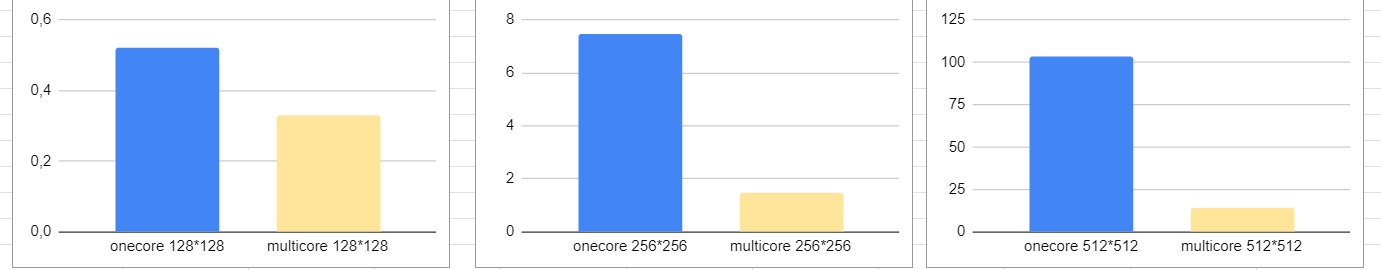 0,6
0,4
0,2
0,0
onecore 128*128
multicore 128*128
8
6
4
2
0
onecore 256*256
multicore 256*256
125
100
75
50
25
0
onecore 512*512
multicore 512*512